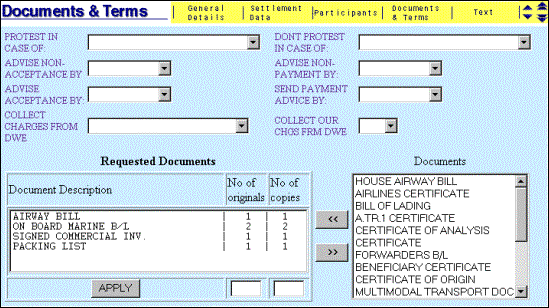 Documents & Terms
General Details
Settlement Data
Participants
Documents & Terms
Text
PROTEST IN CASE OF:
DONT PROTEST IN CASE OF:
ADVISE NON-ACCEPTANCE BY
ADVISE NON-PAYMENT BY:
ADVISE ACCEPTANCE BY:
SEND PAYMENT ADVICE BY:
COLLECT CHARGES FROM DWE
COLLECT OUR CHGS FRM DWE
Requested Documents
Document Description
No of originals
No of copies
AIRWAY BILL | 1 | 1
ON BOARD MARINE B/L | 2 | 2
SIGNED COMMERCIAL INV. | 1 | 1
PACKING LIST | 1 | 1
APPLY
<<
>>
Documents
HOUSE AIRWAY BILL
AIRLINES CERTIFICATE
BILL OF LADING
A.TR.1 CERTIFICATE
CERTIFICATE OF ANALYSIS
CERTIFICATE
FORWARDERS B/L
BENEFICIARY CERTIFICATE
CERTIFICATE OF ORIGIN
MULTIMODAL TRANSPORT DOC